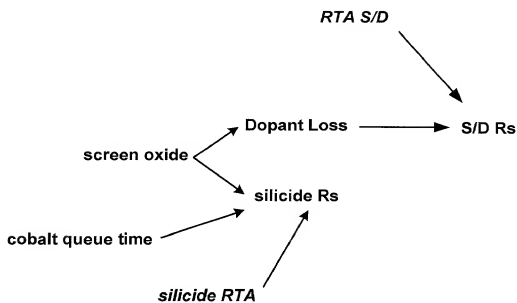 RTA S/D
Dopant Loss
S/D Rs
screen oxide
silicide Rs
cobalt queue time
silicide RTA